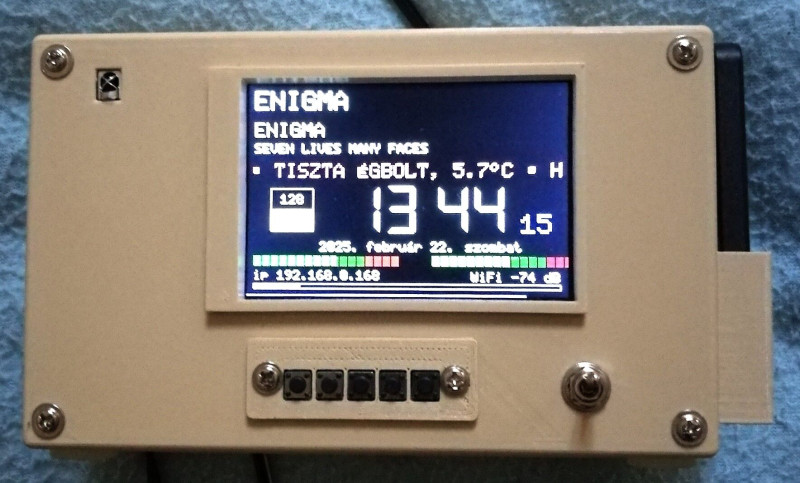 ENIGMA
ENIGMA
SEVEN LIVES MANY FACES
• TISZTA ÉGBOLT, 5.7°C • H
128
13 44 15
2025. február 22. szombat
ip 192.168.0.168 WiFi -74 dB